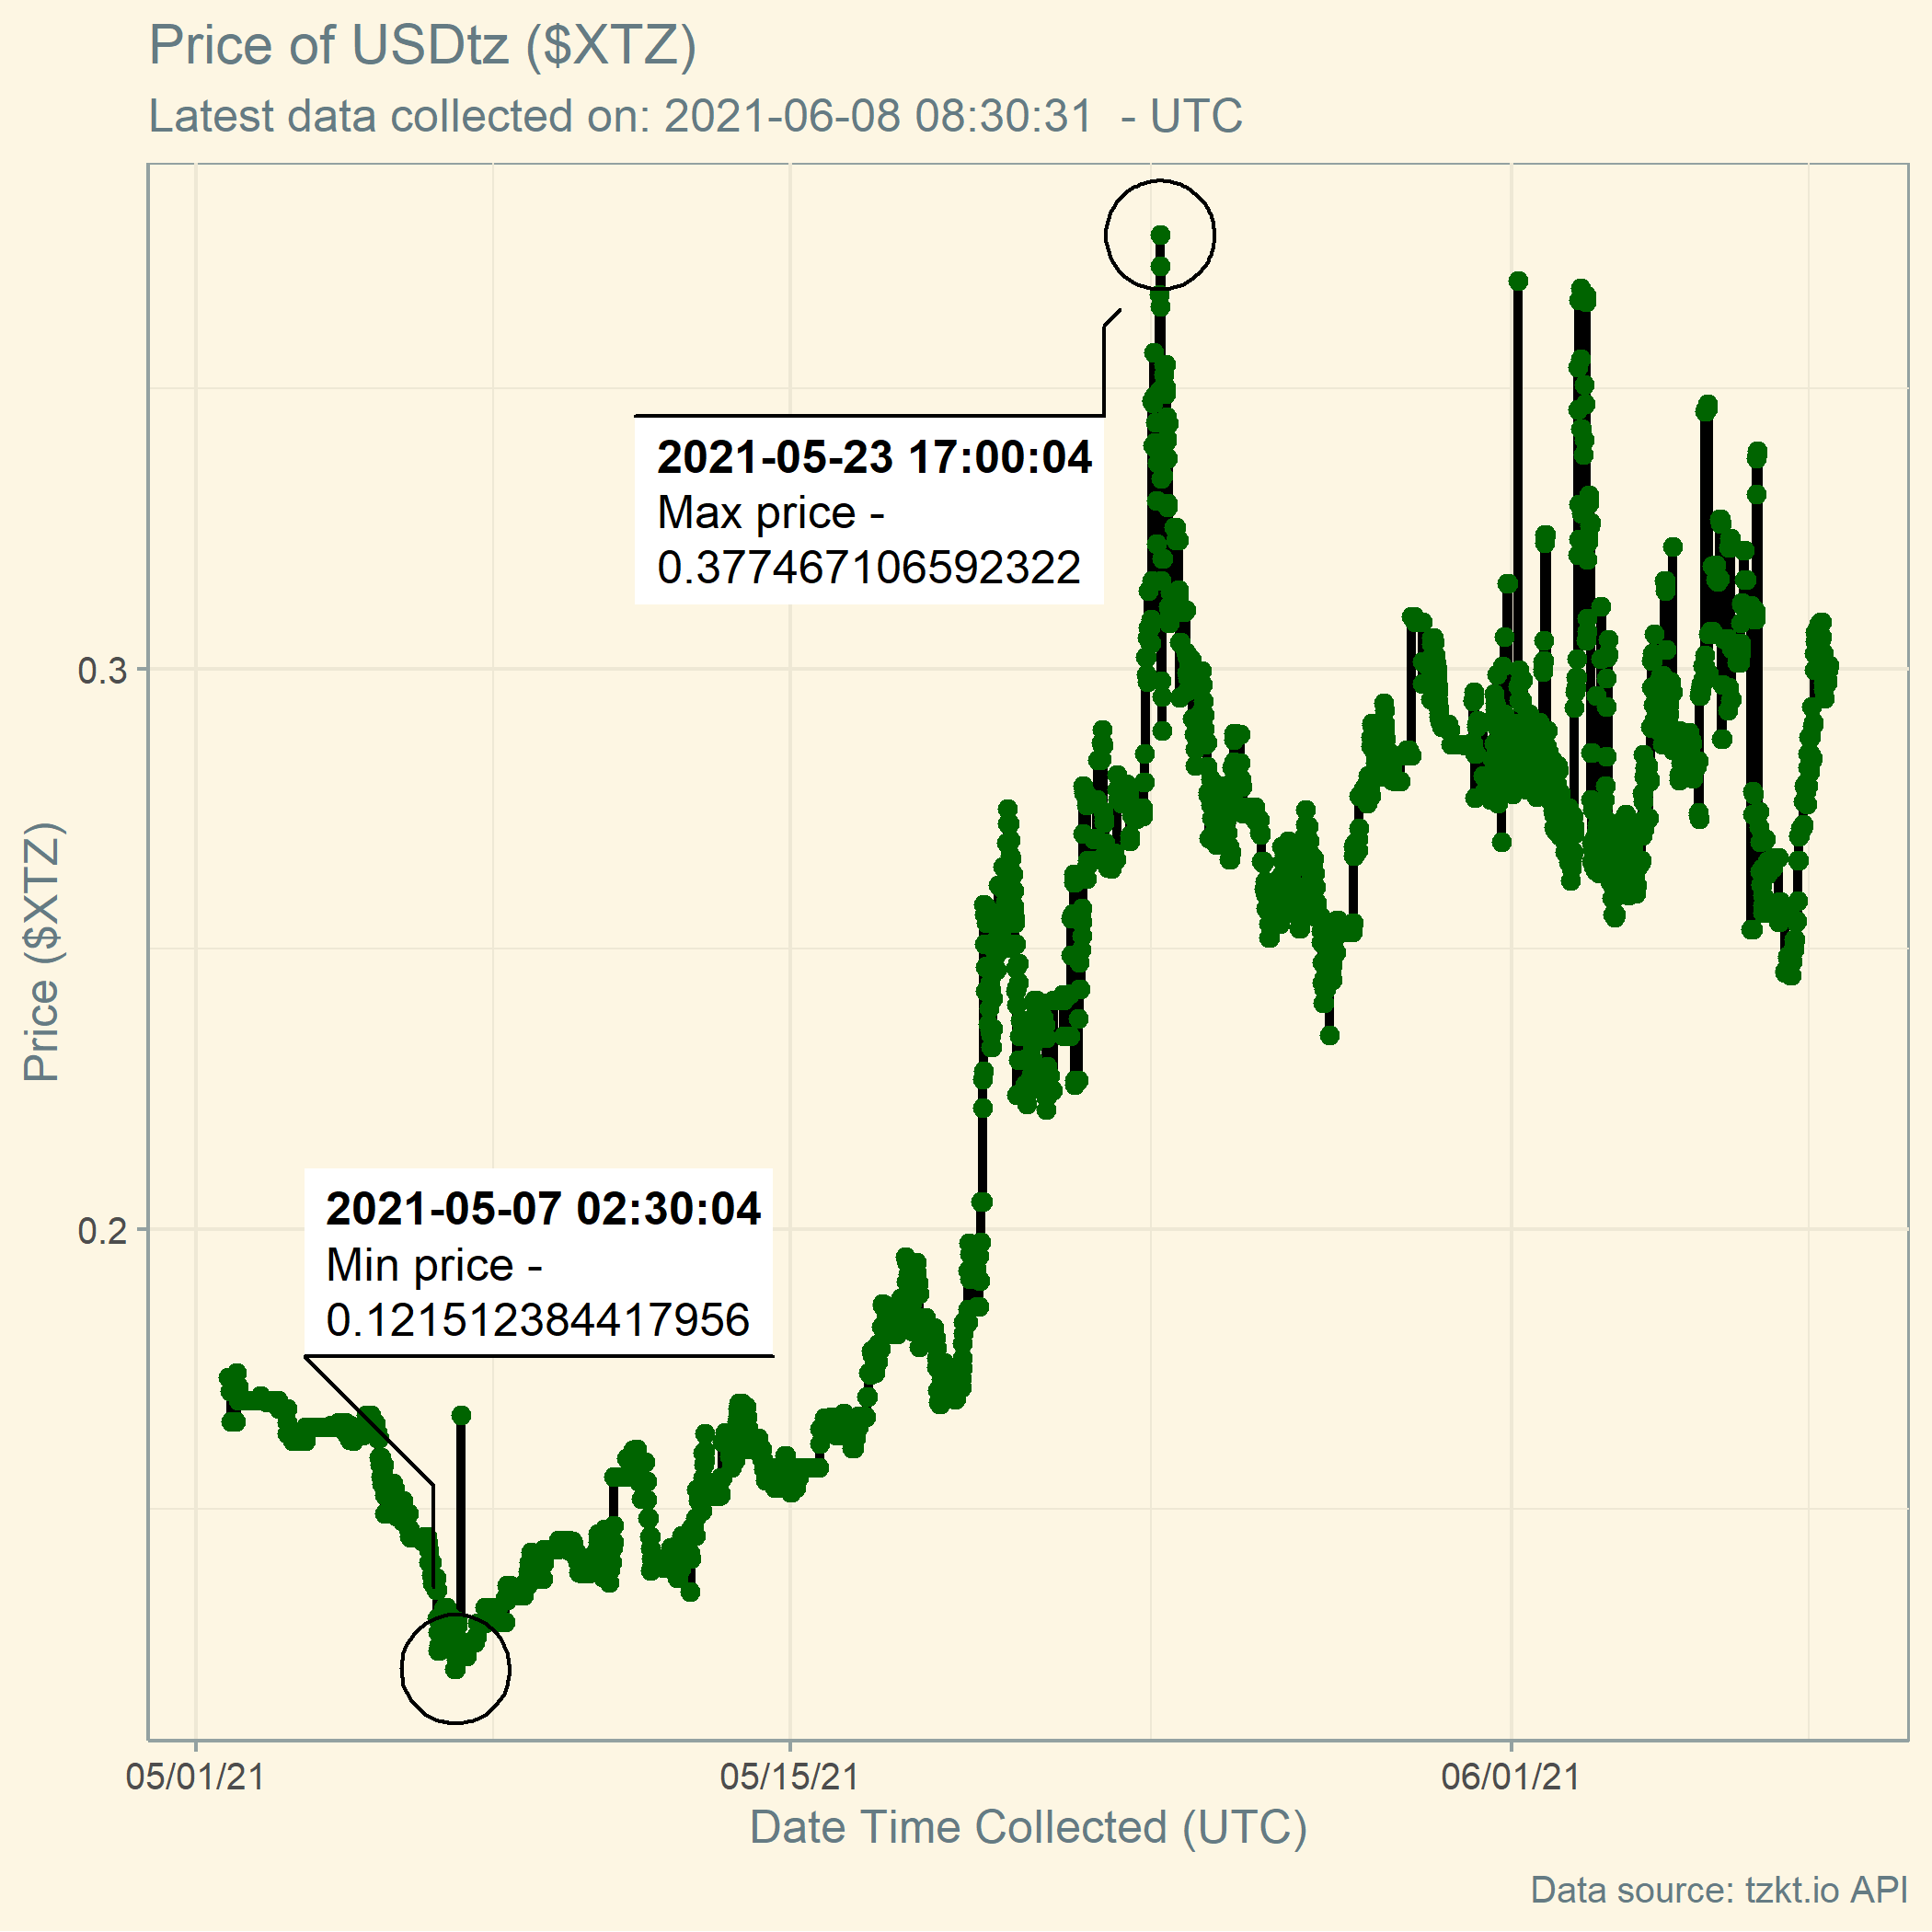 Price of USDtz ($XTZ)
Latest data collected on: 2021-06-08 08:30:31  - UTC
2021-05-23 17:00:04
Max price -
0.377467106592322
0.3
Price ($XTZ)
0.2
2021-05-07 02:30:04
Min price -
0.121512384417956
05/01/21
05/15/21
06/01/21
Date Time Collected (UTC)
Data source: tzkt.io API